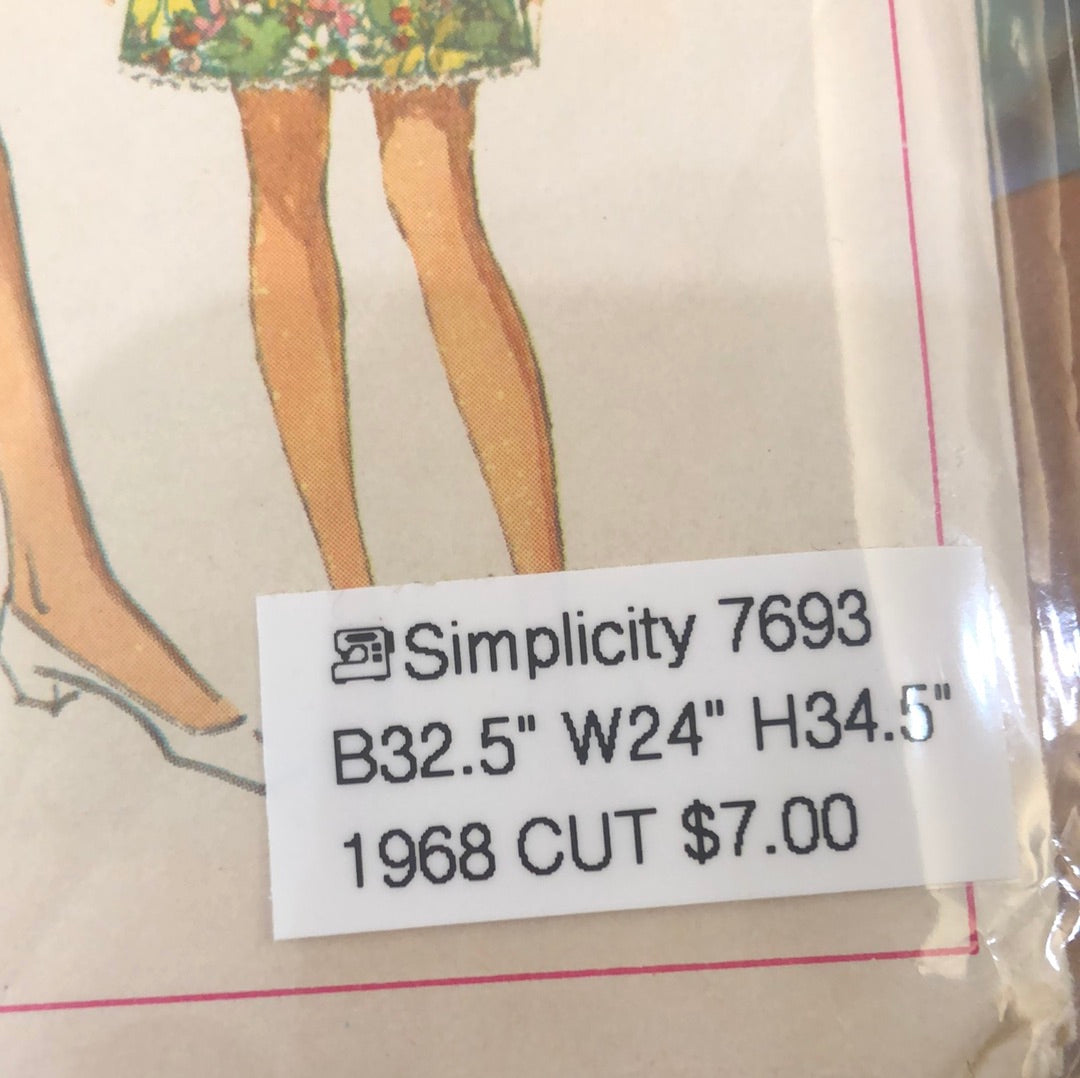 Simplicity 7693
B32.5" W24" H34.5"
1968 CUT $7.00